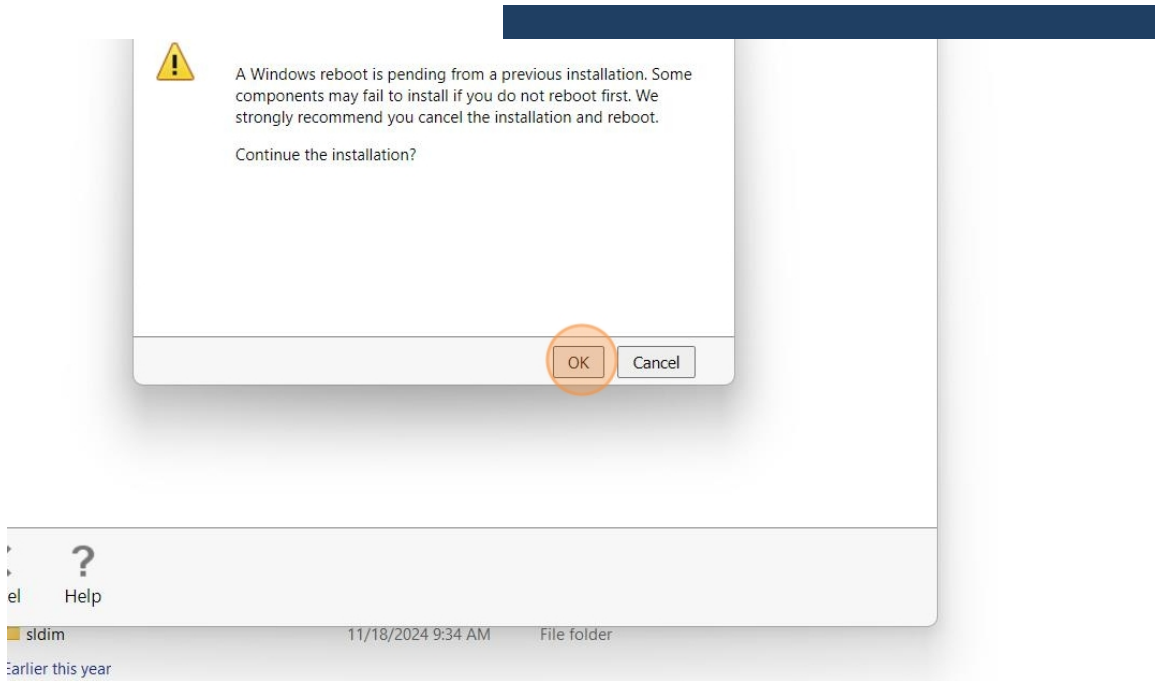 A Windows reboot is pending from a previous installation. Some
components may fail to install if you do not reboot first. We
strongly recommend you cancel the installation and reboot.
Continue the installation?
OK Cancel
el Help
sldim 11/18/2024 9:34 AM File folder
Earlier this year